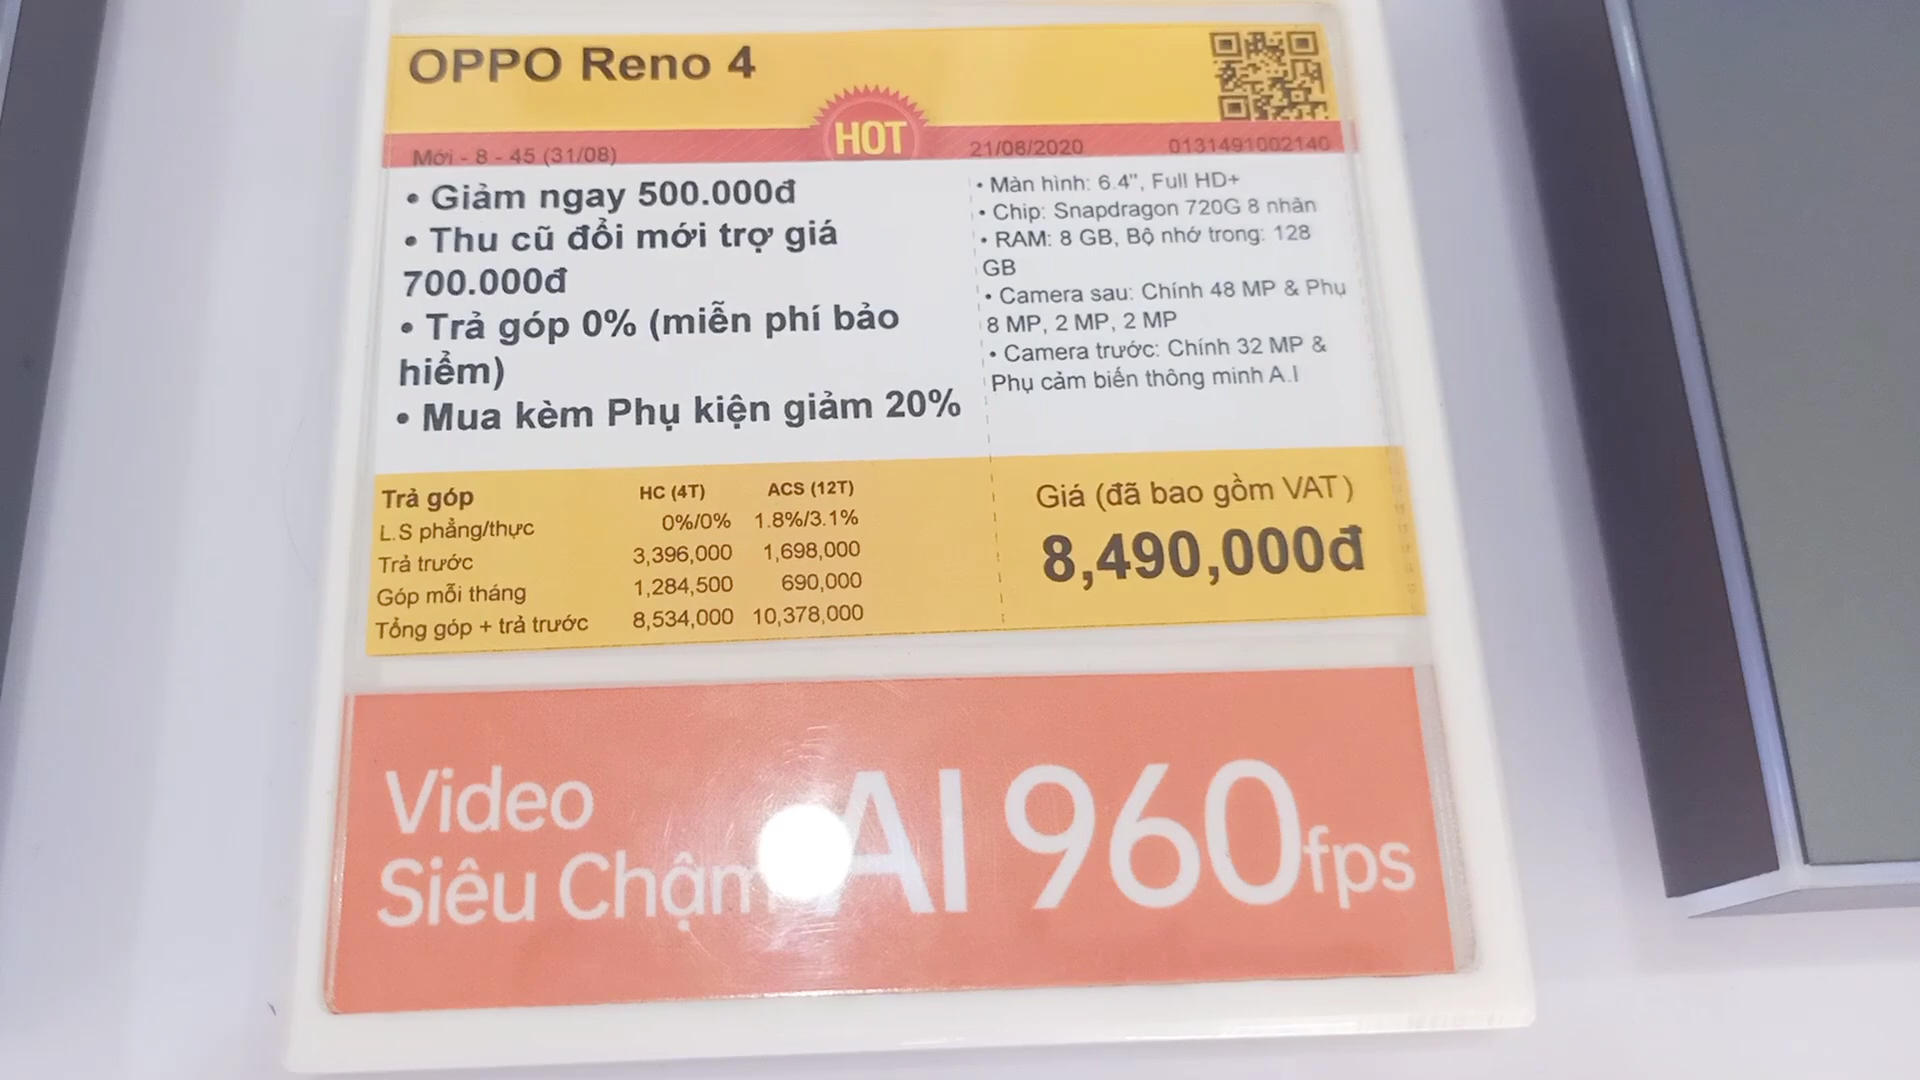 OPPO Reno 4
HOT
Mới - 8 - 45 (31/08)
21/08/2020
0131491002140
• Giảm ngay 500.000đ
• Thu cũ đổi mới trợ giá
700.000đ
• Trả góp 0% (miễn phí bảo
hiểm)
• Mua kèm Phụ kiện giảm 20%
• Màn hình: 6.4", Full HD+
• Chip: Snapdragon 720G 8 nhân
• RAM: 8 GB, Bộ nhớ trong: 128
GB
• Camera sau: Chính 48 MP & Phụ
8 MP, 2 MP, 2 MP
• Camera trước: Chính 32 MP &
Phụ cảm biến thông minh A.I
Trả góp HC (4T) ACS (12T)
L.S phẳng/thực 0%/0% 1.8%/3.1%
Trả trước 3,396,000 1,698,000
Góp mỗi tháng 1,284,500 690,000
Tổng góp + trả trước 8,534,000 10,378,000
Giá (đã bao gồm VAT)
8,490,000đ
Video
Siêu Chậm
AI 960fps